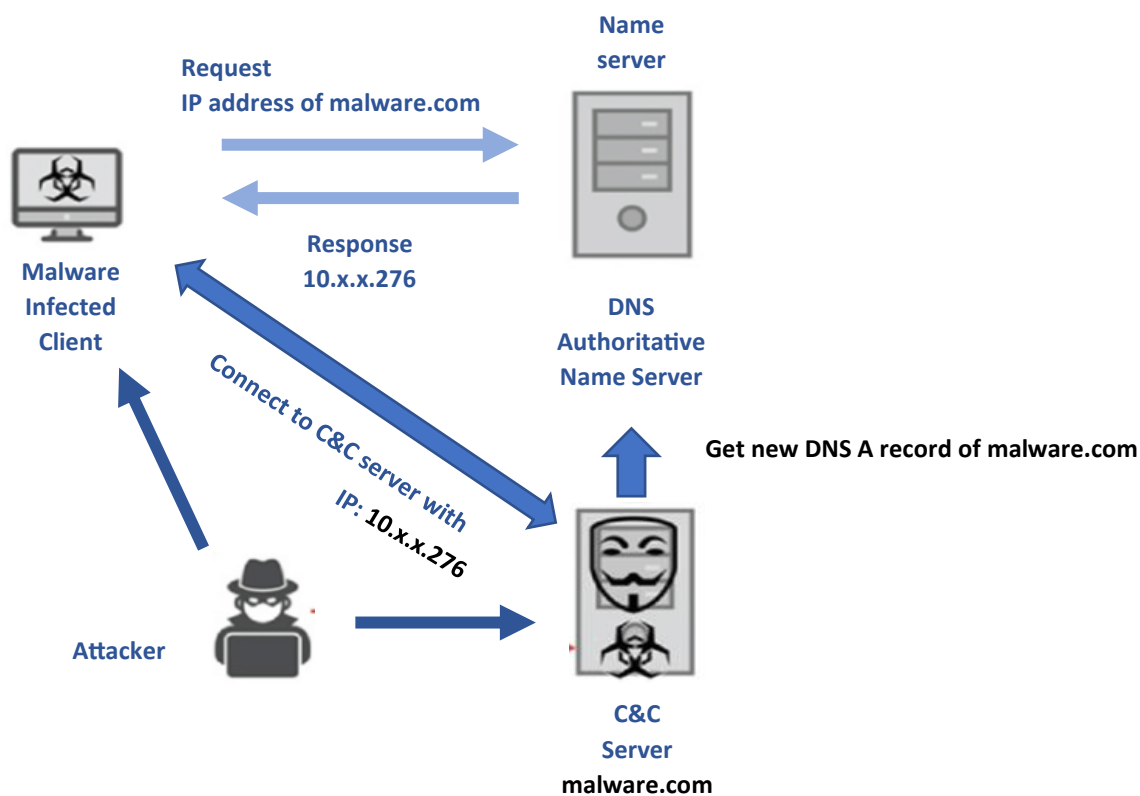 Name
server
Request
IP address of malware.com
Response
10.x.x.276
Malware
Infected
Client
DNS
Authoritative
Name Server
Connect to C&C server with
IP: 10.x.x.276
Get new DNS A record of malware.com
Attacker
C&C
Server
malware.com